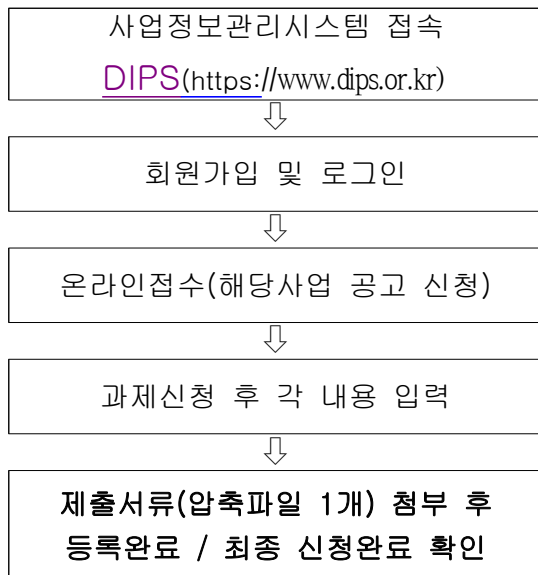 사업정보관리시스템 접속
DIPS(https://www.dips.or.kr)
회원가입 및 로그인
온라인접수(해당사업 공고 신청)
과제신청 후 각 내용 입력
제출서류(압축파일 1개) 첨부 후
등록완료 / 최종 신청완료 확인